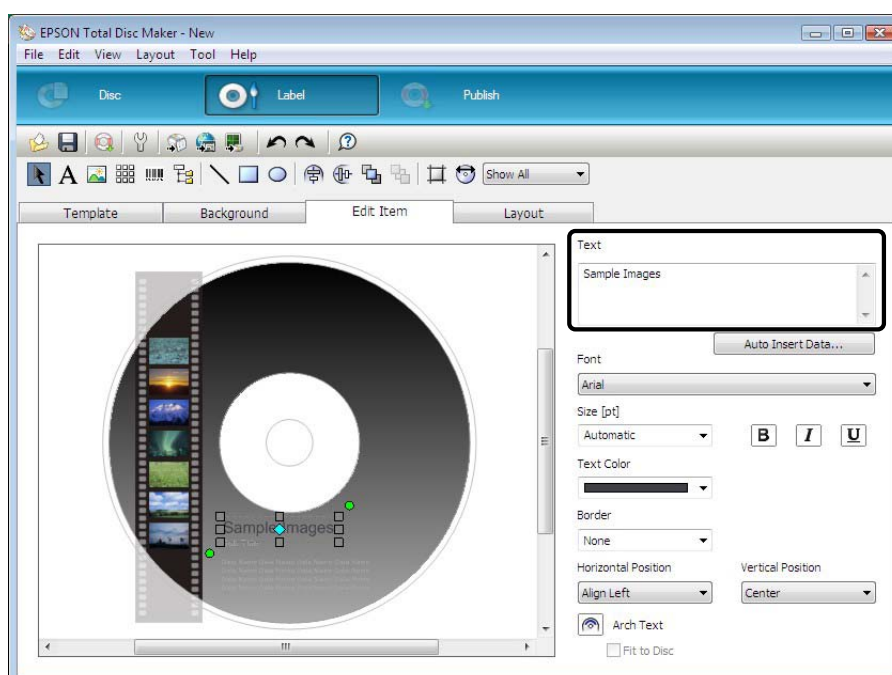 EPSON Total Disc Maker - New
File Edit View Layout Tool Help
Disc Label Publish
A Show All
Template Background Edit Item Layout
Text
Sample Images
Auto Insert Data...
Font
Arial
Size [pt]
Automatic B I U
Text Color
Border
None
Horizontal Position Vertical Position
Align Left Center
Arch Text
Fit to Disc
Sample Images